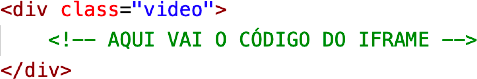 <div class="video">
<!-- AQUI VAI O CÓDIGO DO IFRAME -->
</div>